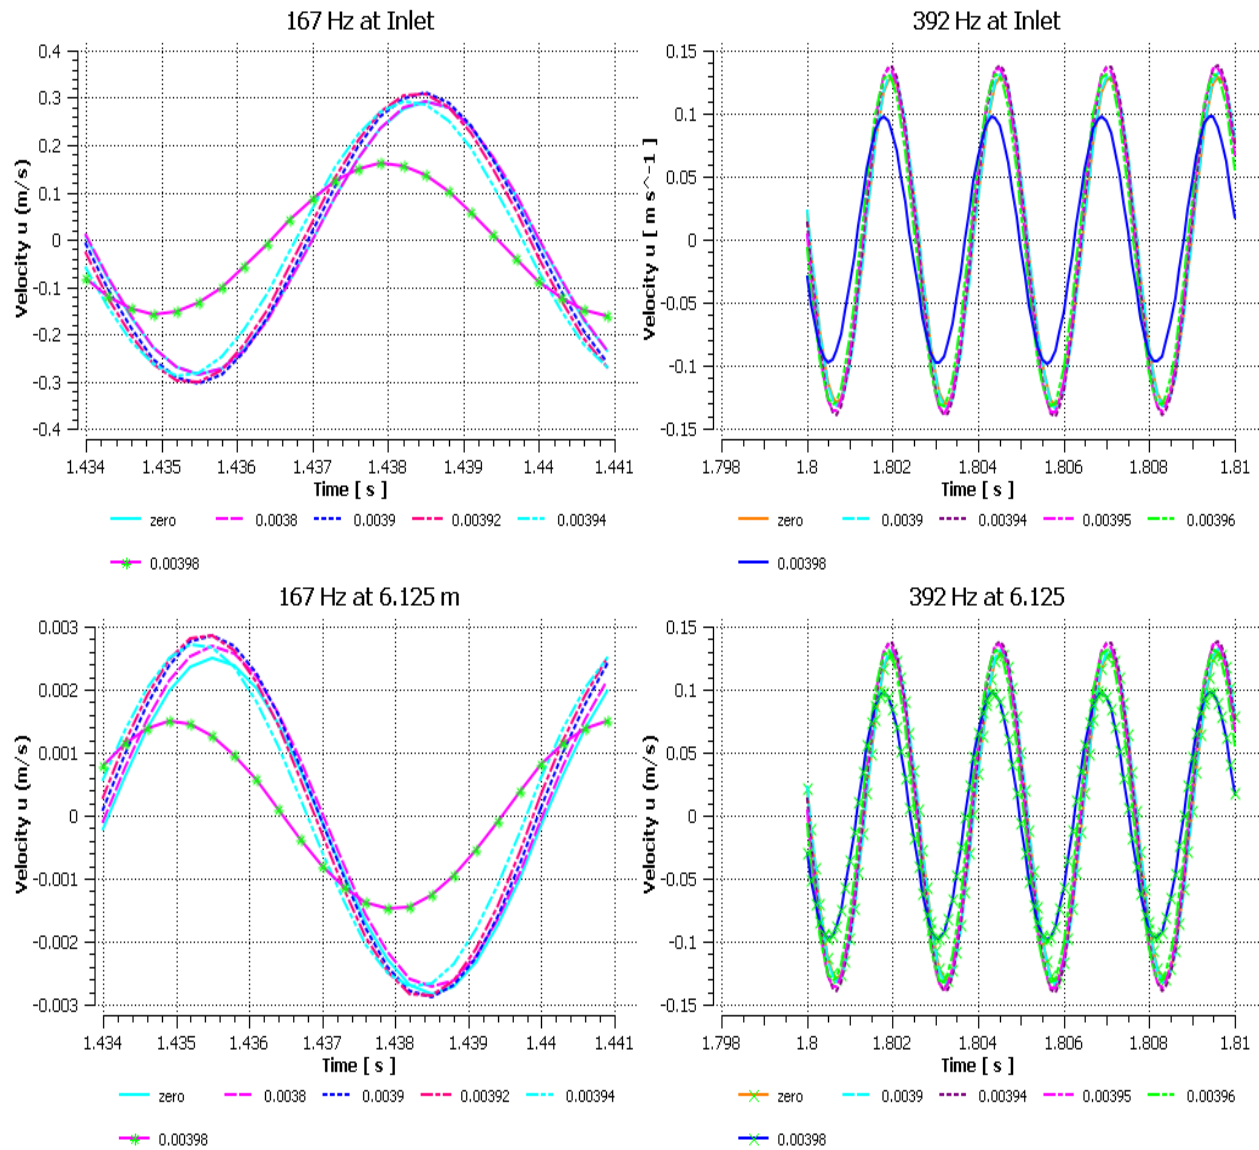 167 Hz at Inlet
Velocity u (m/s)
0.4
0.3
0.2
0.1
0
-0.1
-0.2
-0.3
-0.4
1.434 1.435 1.436 1.437 1.438 1.439 1.44 1.441
Time [ s ]
zero 0.0038 0.0039 0.00392 0.00394
0.00398
392 Hz at Inlet
Velocity u [ m s^-1 ]
0.15
0.1
0.05
0
-0.05
-0.1
-0.15
1.798 1.8 1.802 1.804 1.806 1.808 1.81
Time [ s ]
zero 0.0039 0.00394 0.00395 0.00396
0.00398
167 Hz at 6.125 m
Velocity u (m/s)
0.003
0.002
0.001
0
-0.001
-0.002
-0.003
1.434 1.435 1.436 1.437 1.438 1.439 1.44 1.441
Time [ s ]
zero 0.0038 0.0039 0.00392 0.00394
0.00398
392 Hz at 6.125
Velocity u (m/s)
0.15
0.1
0.05
0
-0.05
-0.1
-0.15
1.798 1.8 1.802 1.804 1.806 1.808 1.81
Time [ s ]
zero 0.0039 0.00394 0.00395 0.00396
0.00398